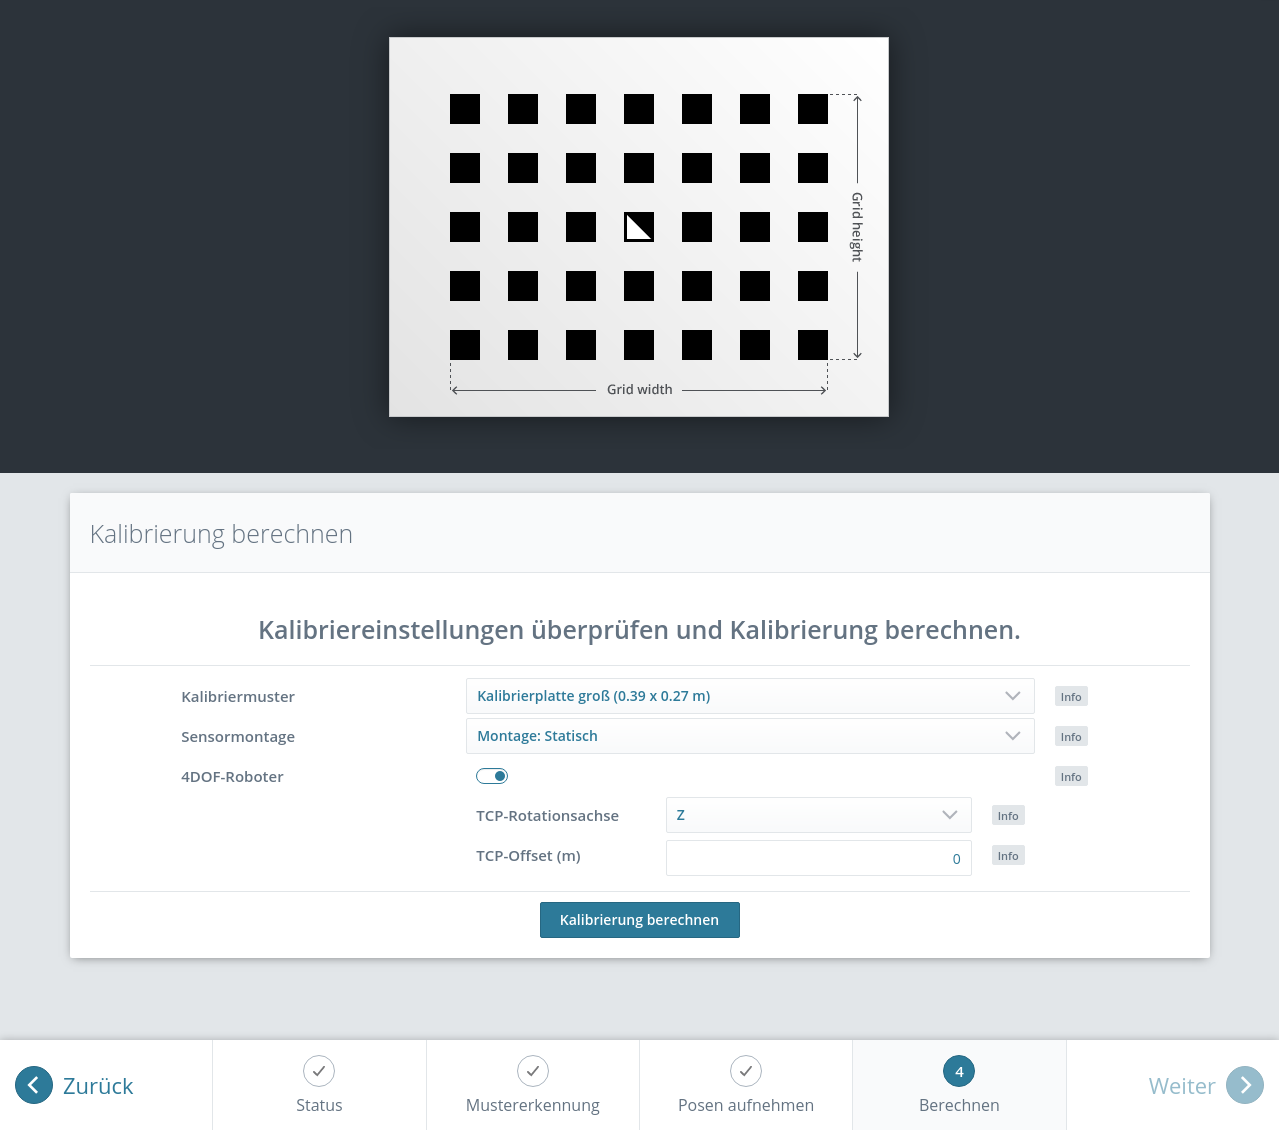 Grid height
Grid width
Kalibrierung berechnen
Kalibriereinstellungen überprüfen und Kalibrierung berechnen.
Kalibriermuster Kalibrierplatte groß (0.39 x 0.27 m) Info
Sensormontage Montage: Statisch Info
4DOF-Roboter Info
TCP-Rotationsachse Z Info
TCP-Offset (m) 0 Info
Kalibrierung berechnen
4
Zurück Status Mustererkennung Posen aufnehmen Berechnen Weiter